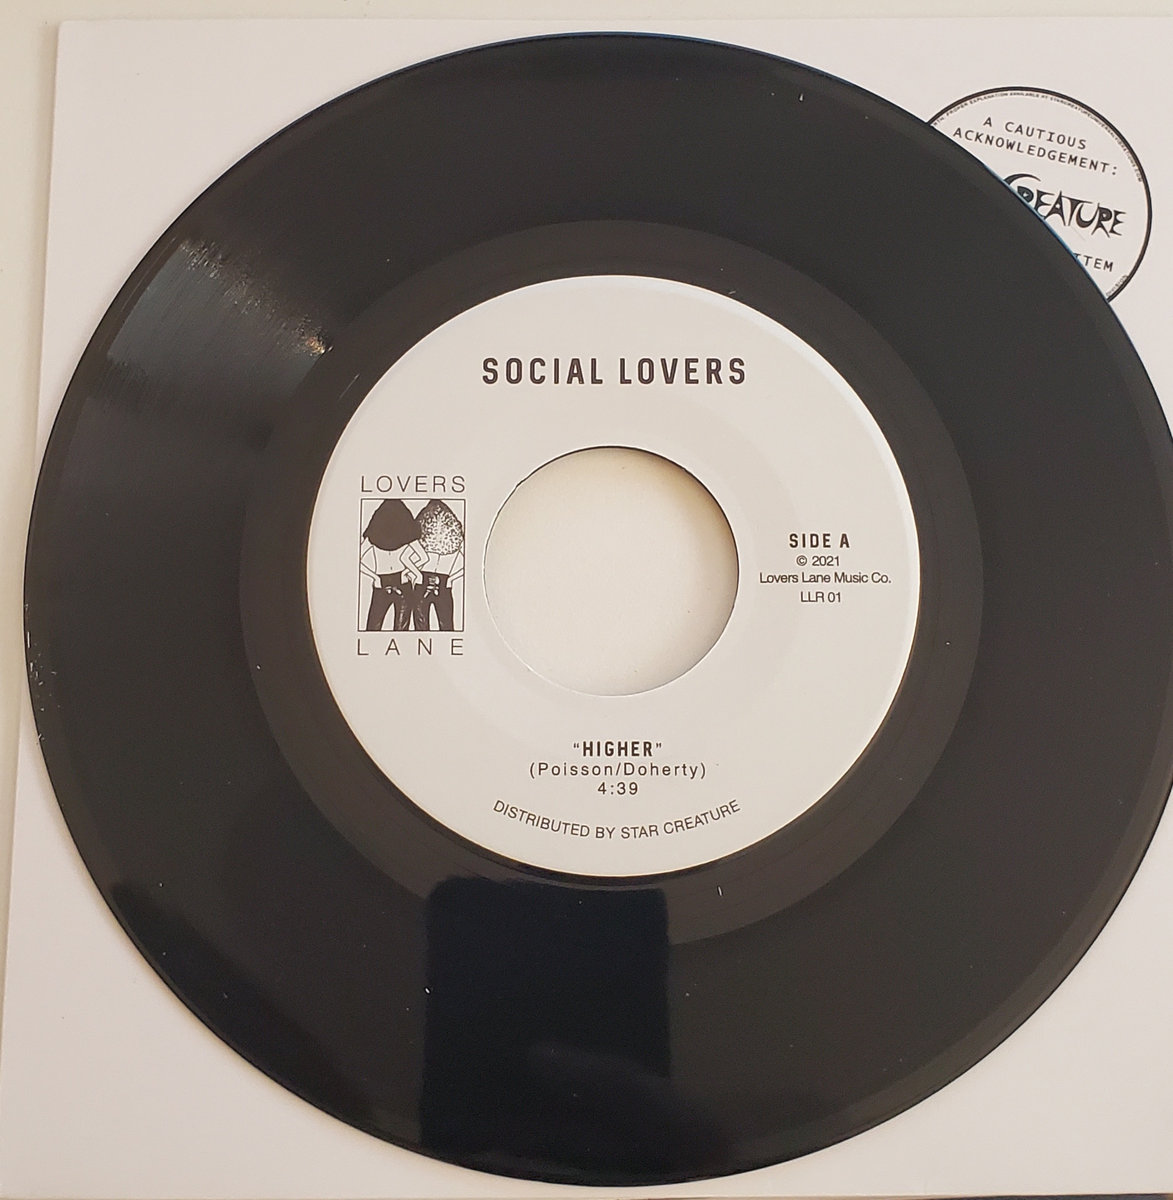 SOCIAL LOVERS
LOVERS
LANE
SIDE A
© 2021
Lovers Lane Music Co.
LLR 01
“HIGHER”
(Poisson/Doherty)
4:39
DISTRIBUTED BY STAR CREATURE
A CAUTIOUS
ACKNOWLEDGEMENT:
CREATURE